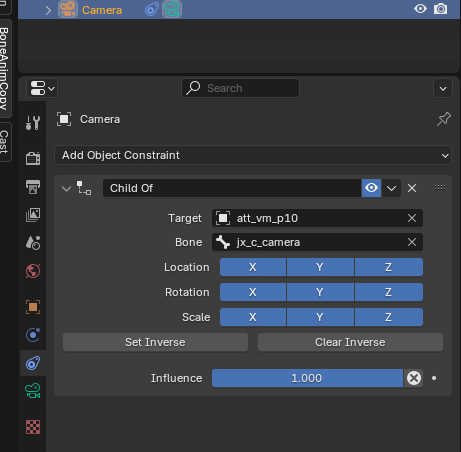 Camera
BoneAnimCopy
Cast
Search
Camera
Add Object Constraint
Child Of
Target att_vm_p10
Bone jx_c_camera
Location X Y Z
Rotation X Y Z
Scale X Y Z
Set Inverse Clear Inverse
Influence 1.000